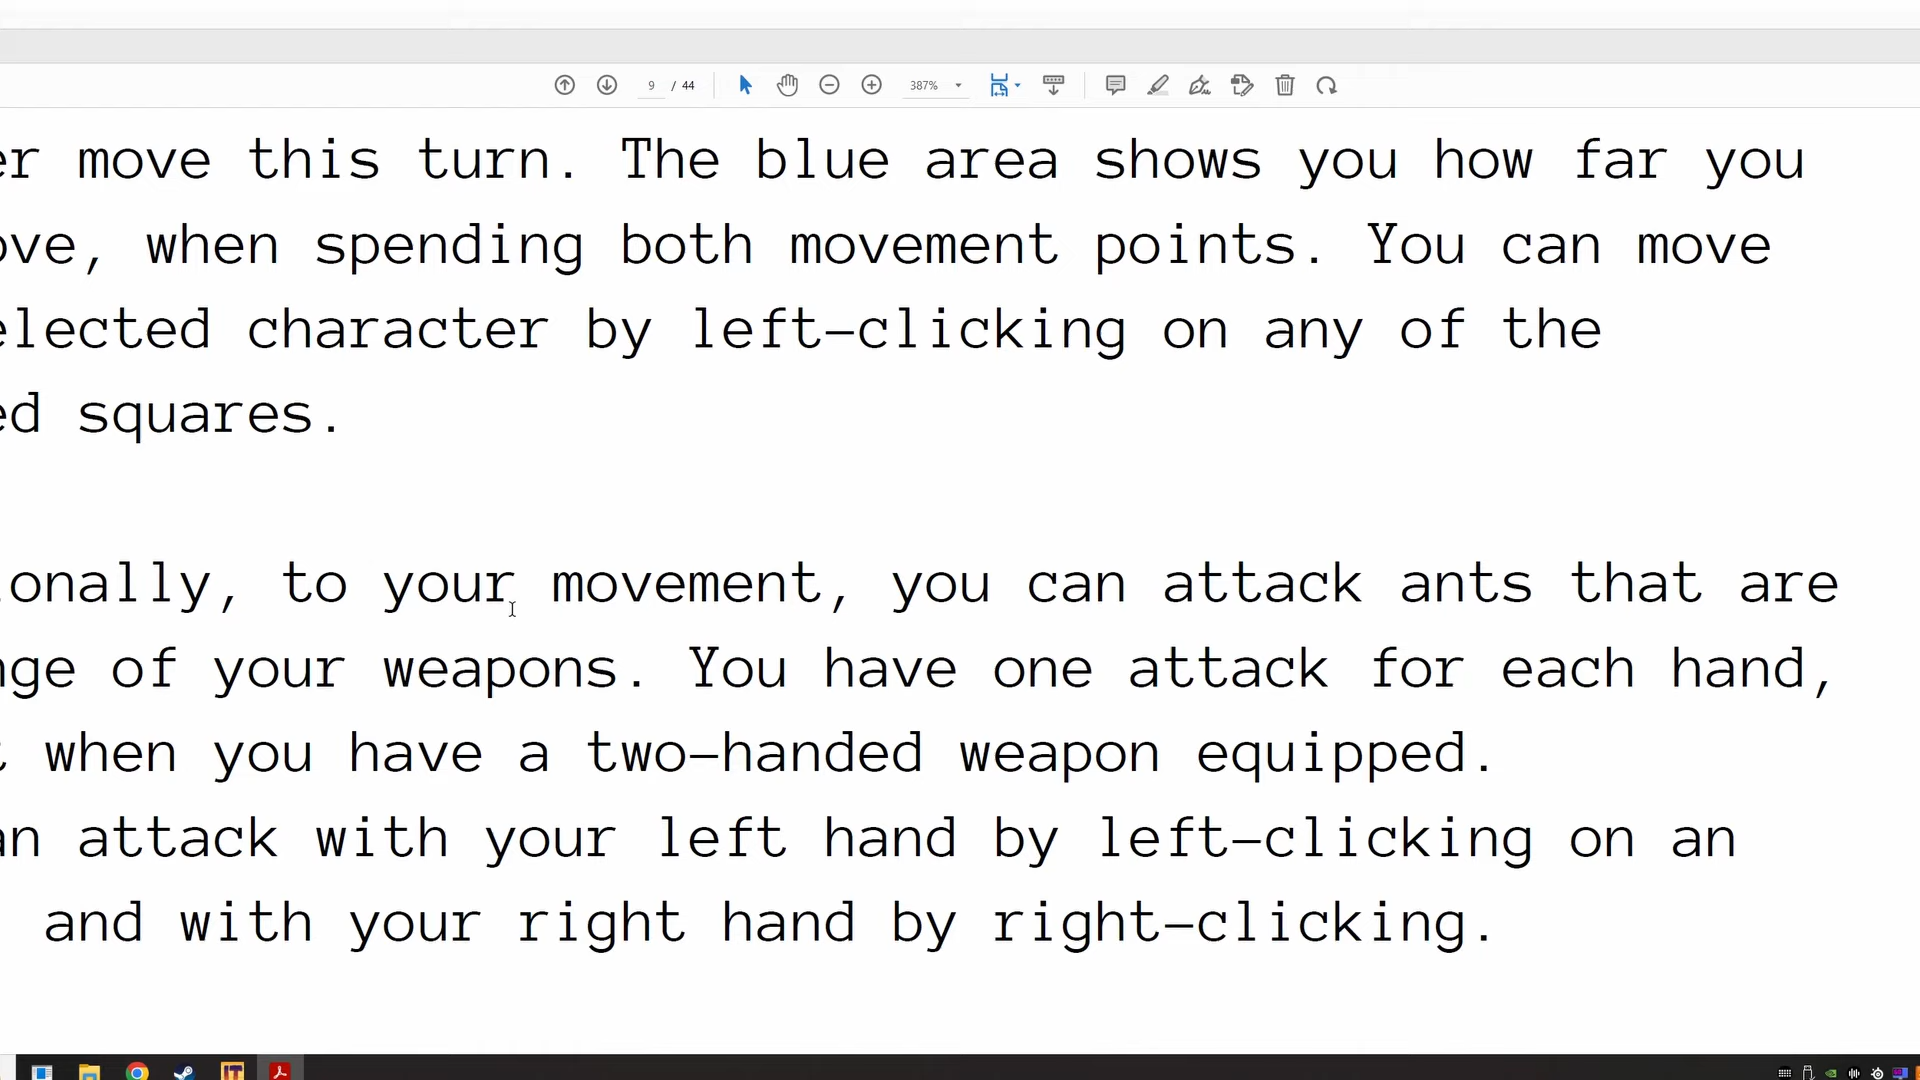 9 / 44
387%
er move this turn. The blue area shows you how far you
ove, when spending both movement points. You can move
elected character by left-clicking on any of the
ed squares.
ionally, to your movement, you can attack ants that are
nge of your weapons. You have one attack for each hand,
t when you have a two-handed weapon equipped.
an attack with your left hand by left-clicking on an
and with your right hand by right-clicking.
IT